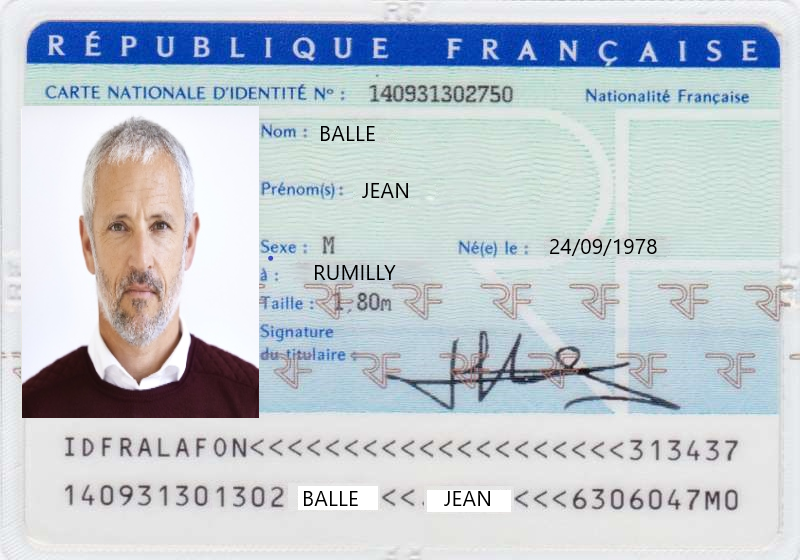 RÉPUBLIQUE FRANÇAISE
CARTE NATIONALE D'IDENTITÉ Nº : 140931302750 Nationalité Française
Nom : BALLE
Prénom(s) : JEAN
Sexe : M Né(e) le : 24/09/1978
à : RUMILLY
Taille : 1,80m
Signature
du titulaire :
IDFRALAFON<<<<<<<<<<<<<<<<<<<<313437
140931301302 BALLE << JEAN <<<6306047M0